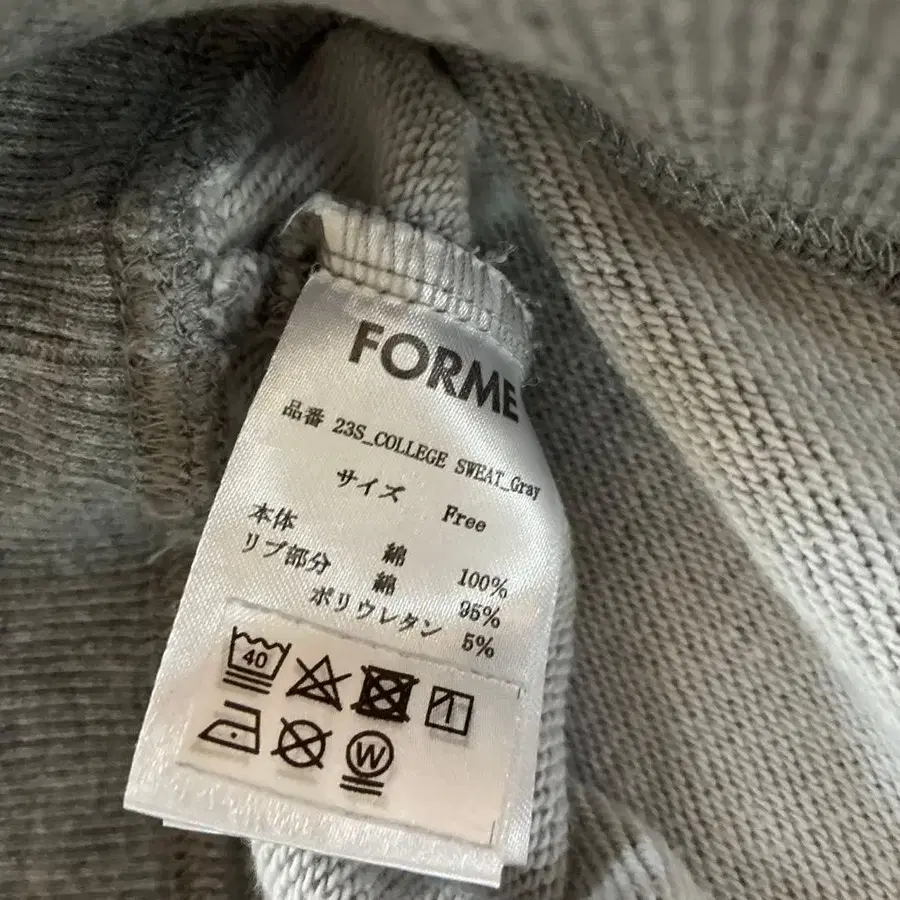 FORME
品番 23S_COLLEGE SWEAT_Gray
サイズ Free
本体 綿 100%
リブ部分 綿 95%
ポリウレタン 5%
40
W